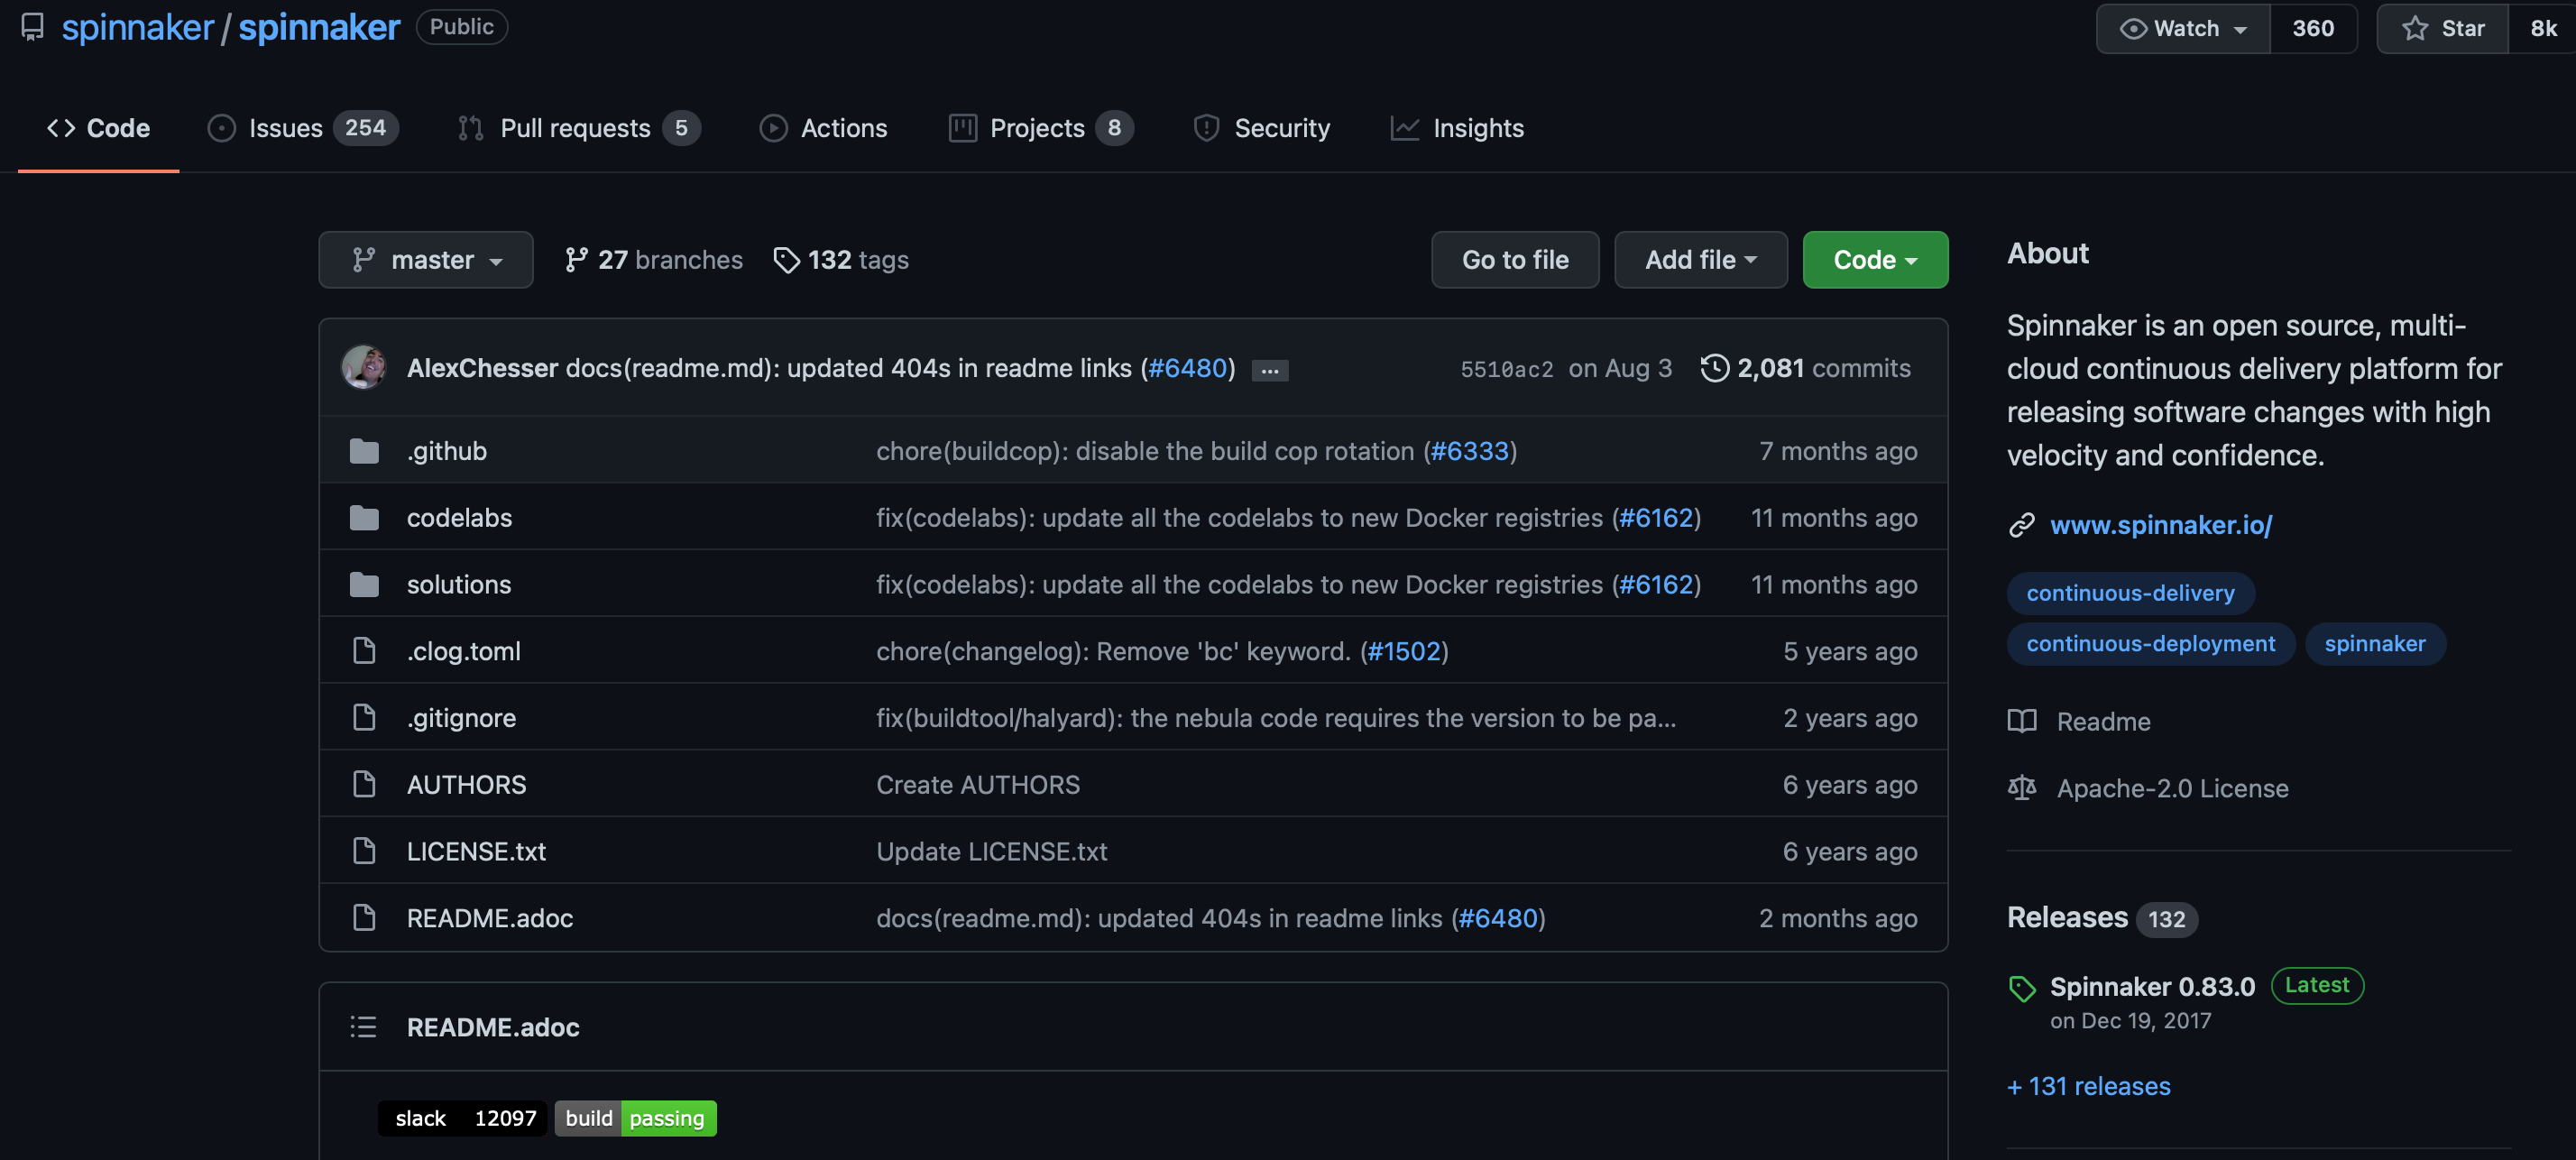 spinnaker / spinnaker Public
Watch 360 Star 8k
Code Issues 254 Pull requests 5 Actions Projects 8 Security Insights
master 27 branches 132 tags Go to file Add file Code
AlexChesser docs(readme.md): updated 404s in readme links (#6480) ... 5510ac2 on Aug 3 2,081 commits
.github chore(buildcop): disable the build cop rotation (#6333) 7 months ago
codelabs fix(codelabs): update all the codelabs to new Docker registries (#6162) 11 months ago
solutions fix(codelabs): update all the codelabs to new Docker registries (#6162) 11 months ago
.clog.toml chore(changelog): Remove 'bc' keyword. (#1502) 5 years ago
.gitignore fix(buildtool/halyard): the nebula code requires the version to be pa... 2 years ago
AUTHORS Create AUTHORS 6 years ago
LICENSE.txt Update LICENSE.txt 6 years ago
README.adoc docs(readme.md): updated 404s in readme links (#6480) 2 months ago
README.adoc
slack 12097 build passing
About
Spinnaker is an open source, multi-
cloud continuous delivery platform for
releasing software changes with high
velocity and confidence.
www.spinnaker.io/
continuous-delivery
continuous-deployment spinnaker
Readme
Apache-2.0 License
Releases 132
Spinnaker 0.83.0 Latest
on Dec 19, 2017
+ 131 releases